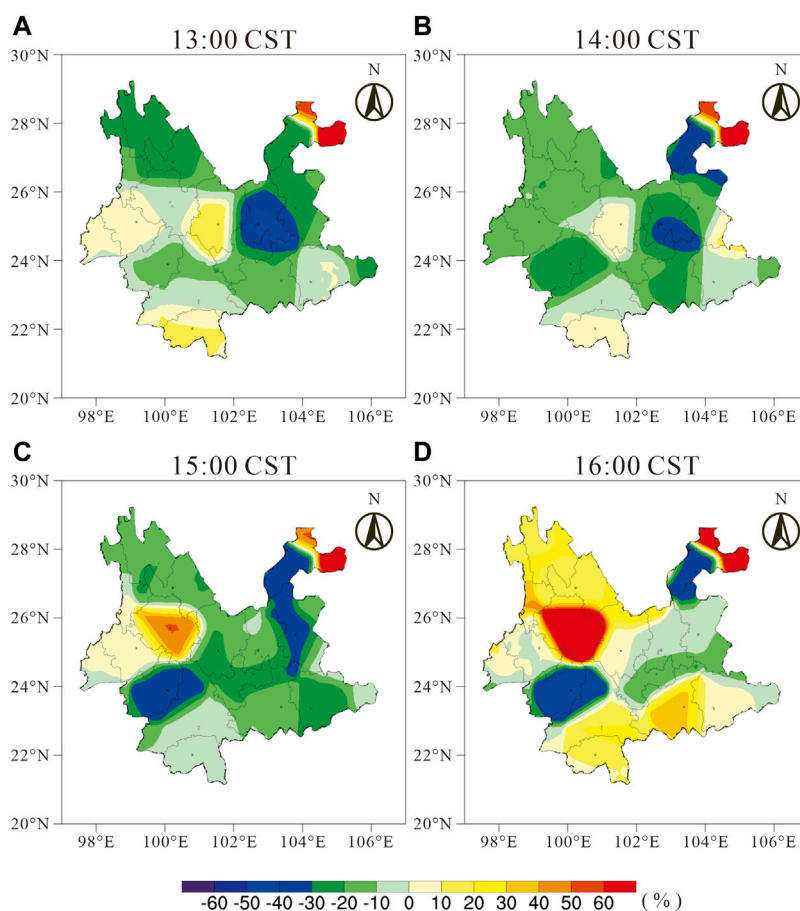 A
13:00 CST
B
14:00 CST
30°N
28°N
26°N
24°N
22°N
20°N
N
98°E 100°E 102°E 104°E 106°E
30°N
28°N
26°N
24°N
22°N
20°N
N
98°E 100°E 102°E 104°E 106°E
C
15:00 CST
D
16:00 CST
30°N
28°N
26°N
24°N
22°N
20°N
N
98°E 100°E 102°E 104°E 106°E
30°N
28°N
26°N
24°N
22°N
20°N
N
98°E 100°E 102°E 104°E 106°E
-60 -50 -40 -30 -20 -10 0 10 20 30 40 50 60 (%)